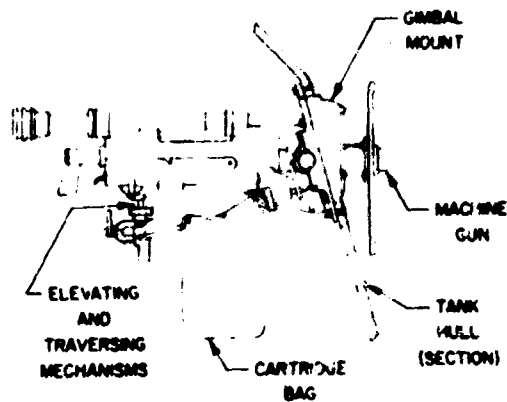 GIMBAL
MOUNT
MACHINE
GUN
ELEVATING
AND
TRAVERSING
MECHANISMS
TANK
HULL
(SECTION)
CARTRIDGE
BAG